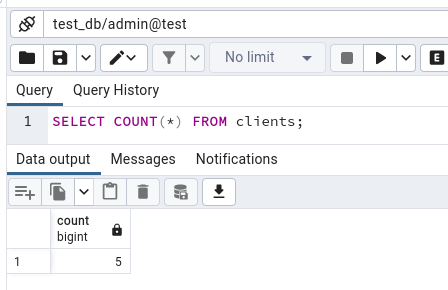 test_db/admin@test
No limit
E
Query Query History
1 SELECT COUNT(*) FROM clients;
Data output Messages Notifications
count
bigint
1 5